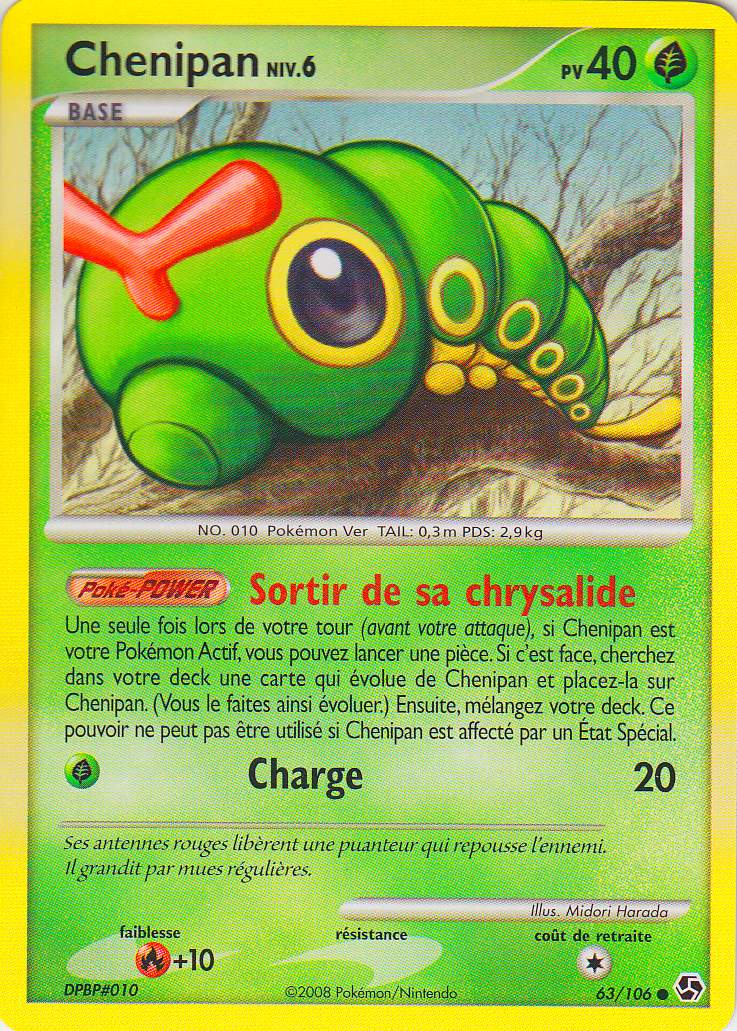 Chenipan NIV.6 PV 40
BASE
NO. 010 Pokémon Ver TAIL: 0,3m PDS: 2,9kg
Poké-POWER Sortir de sa chrysalide
Une seule fois lors de votre tour (avant votre attaque), si Chenipan est
votre Pokémon Actif, vous pouvez lancer une pièce. Si c'est face, cherchez
dans votre deck une carte qui évolue de Chenipan et placez-la sur
Chenipan. (Vous le faites ainsi évoluer.) Ensuite, mélangez votre deck. Ce
pouvoir ne peut pas être utilisé si Chenipan est affecté par un État Spécial.
Charge 20
Ses antennes rouges libèrent une puanteur qui repousse l'ennemi.
Il grandit par mues régulières.
Illus. Midori Harada
faiblesse résistance coût de retraite
+10
DPBP#010 ©2008 Pokémon/Nintendo 63/106